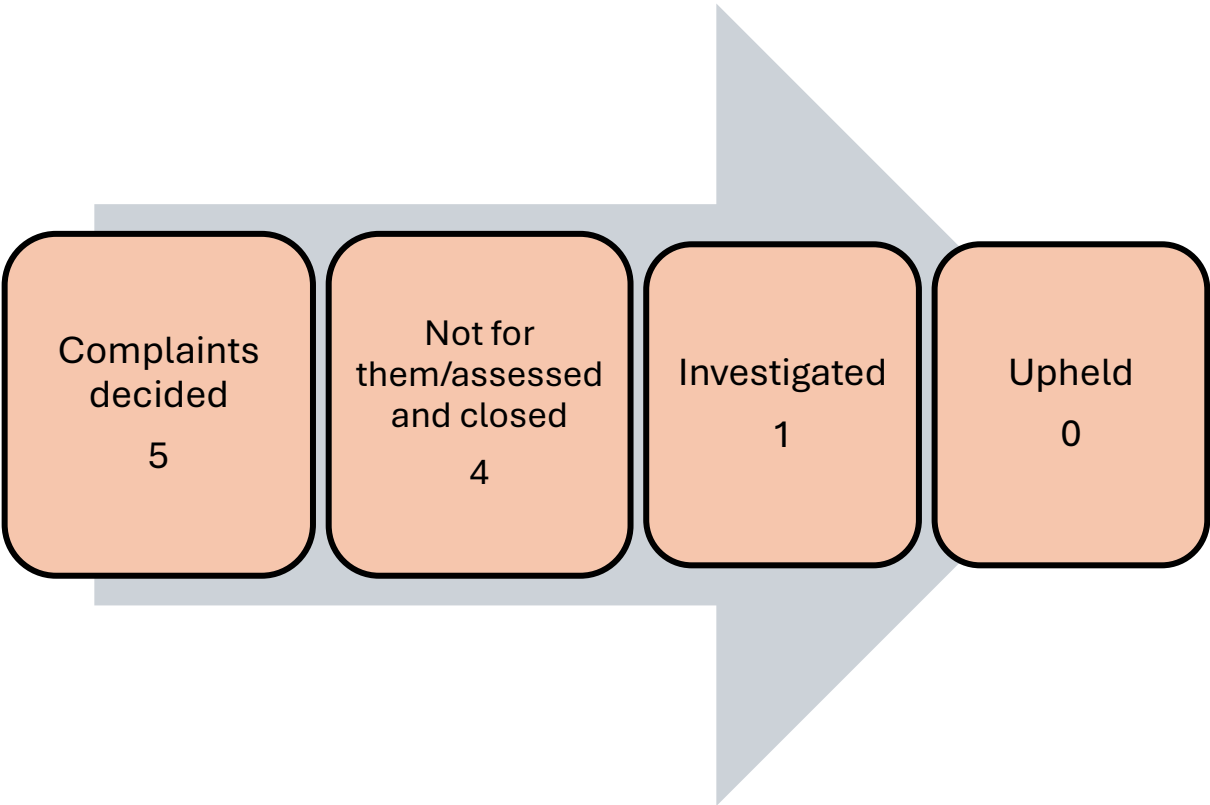 Complaints
decided
5
Not for
them/assessed
and closed
4
Investigated
1
Upheld
0